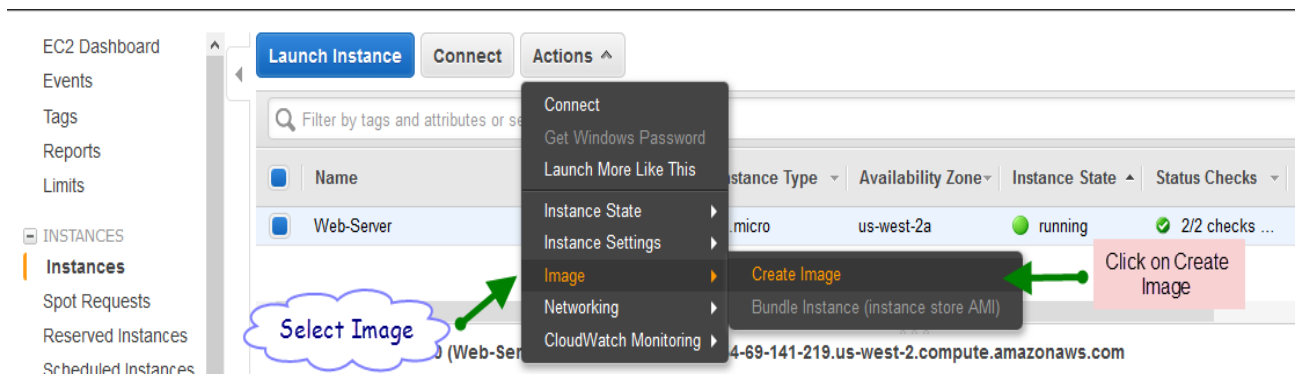 EC2 Dashboard
Events
Tags
Reports
Limits
INSTANCES
Instances
Spot Requests
Reserved Instances
Scheduled Instances
Launch Instance Connect Actions
Filter by tags and attributes or
Connect
Get Windows Password
Launch More Like This
Instance State
Instance Settings
Image
Networking
CloudWatch Monitoring
Create Image
Bundle Instance (instance store AMI)
Name Type Availability Zone Instance State Status Checks
Web-Server .micro us-west-2a running 2/2 checks ...
Select Image
Click on Create
Image
(Web-Ser 4-69-141-219.us-west-2.compute.amazonaws.com